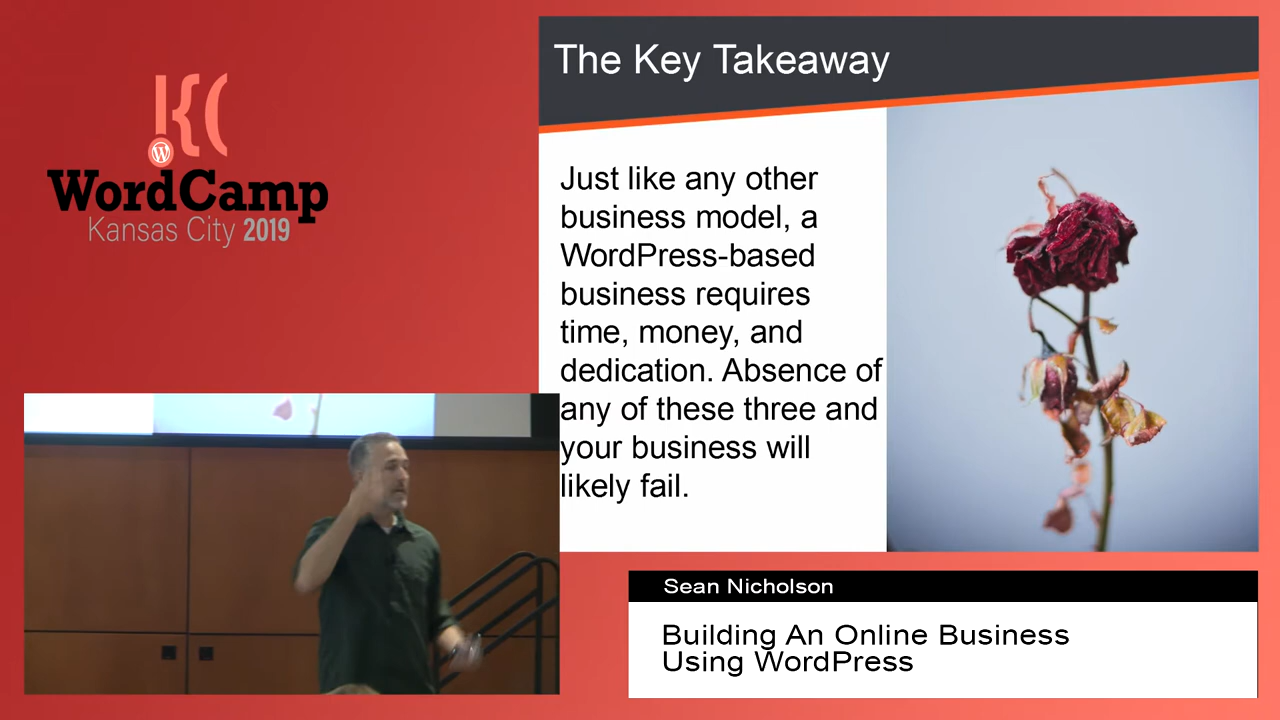 KC
WordCamp
Kansas City 2019
The Key Takeaway
Just like any other
business model, a
WordPress-based
business requires
time, money, and
dedication. Absence of
any of these three and
your business will
likely fail.
Sean Nicholson
Building An Online Business
Using WordPress